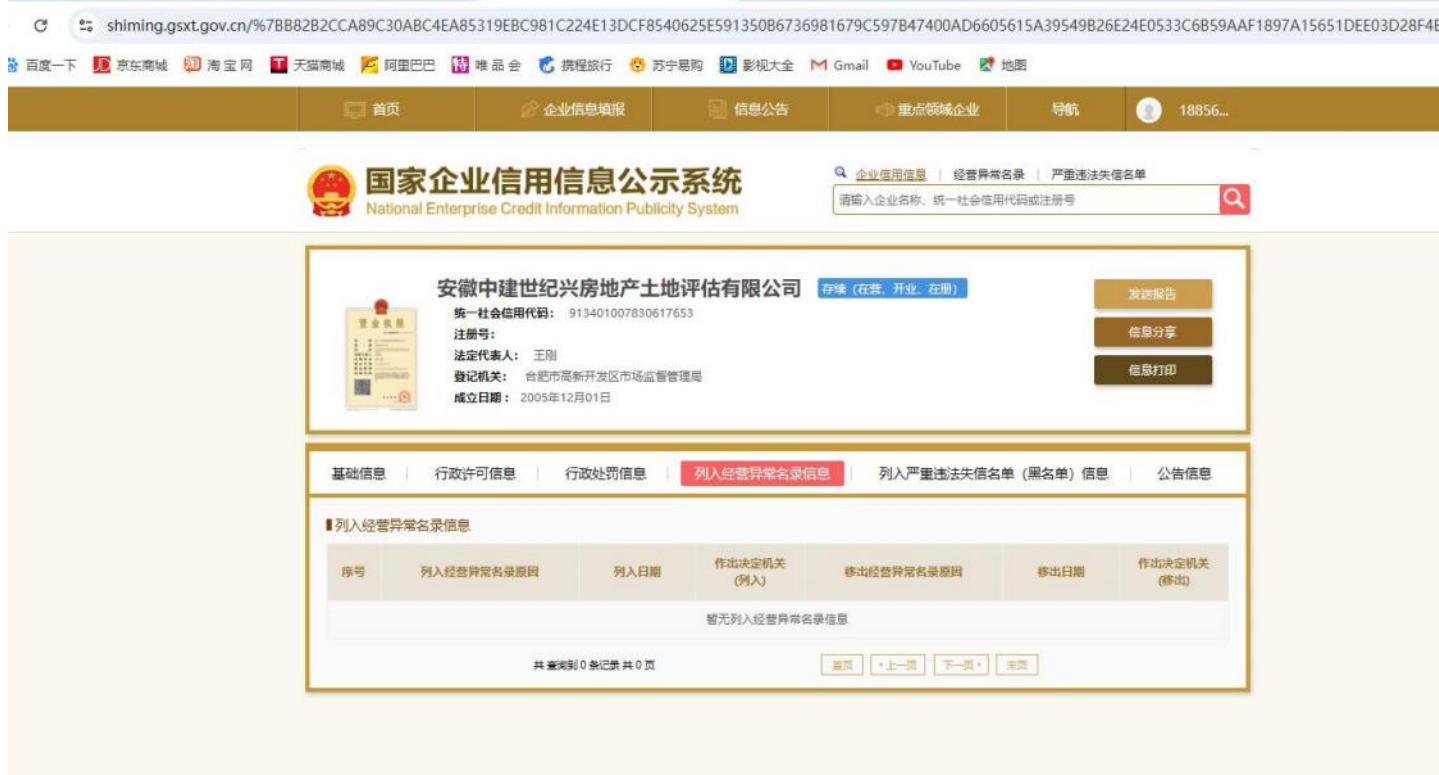 shiming.gsxt.gov.cn/%7BB82B2CCA89C30ABC4EA85319EBC981C224E13DCF8540625E591350B6736981679C597B47400AD6605615A39549B26E24E0533C6B59AAF1897A15651DEE03D28F4E
百度一下 京东商城 淘宝网 天猫商城 阿里巴巴 唯品会 携程旅行 苏宁易购 影视大全 Gmail YouTube 地图
首页 企业信息填报 信息公告 重点领域企业 导航 18856...
国家企业信用信息公示系统
National Enterprise Credit Information Publicity System
企业信用信息 | 经营异常名录 | 严重违法失信名单
请输入企业名称、统一社会信用代码或注册号
安徽中建世纪兴房地产土地评估有限公司 存续（在营、开业、在册）
统一社会信用代码： 913401007830617653
注册号：
法定代表人： 王刚
登记机关： 合肥市高新开发区市场监督管理局
成立日期： 2005年12月01日
发送报告
信息分享
信息打印
营业执照
基础信息 | 行政许可信息 | 行政处罚信息 | 列入经营异常名录信息 | 列入严重违法失信名单（黑名单）信息 | 公告信息
列入经营异常名录信息
序号 列入经营异常名录原因 列入日期 作出决定机关(列入) 移出经营异常名录原因 移出日期 作出决定机关(移出)
暂无列入经营异常名录信息
共 查询到 0 条记录 共 0 页 首页 上一页 下一页 末页